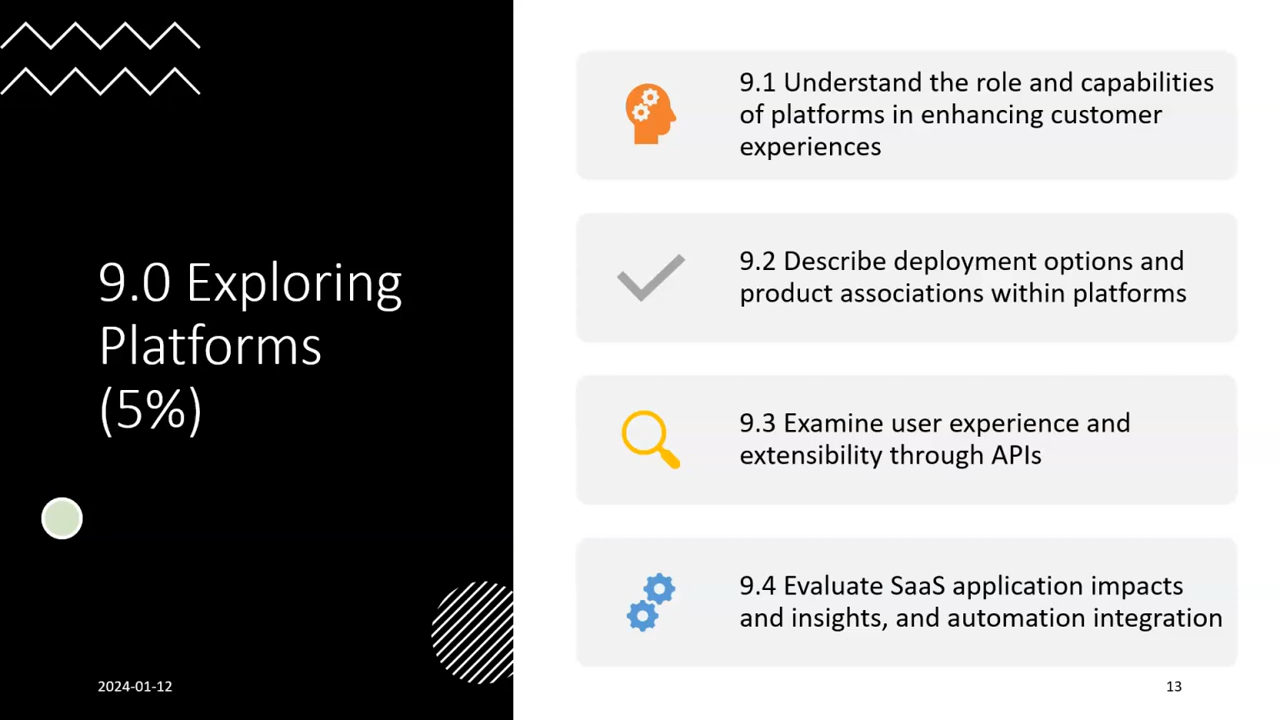 9.0 Exploring
Platforms
(5%)
9.1 Understand the role and capabilities
of platforms in enhancing customer
experiences
9.2 Describe deployment options and
product associations within platforms
9.3 Examine user experience and
extensibility through APIs
9.4 Evaluate SaaS application impacts
and insights, and automation integration
2024-01-12
13